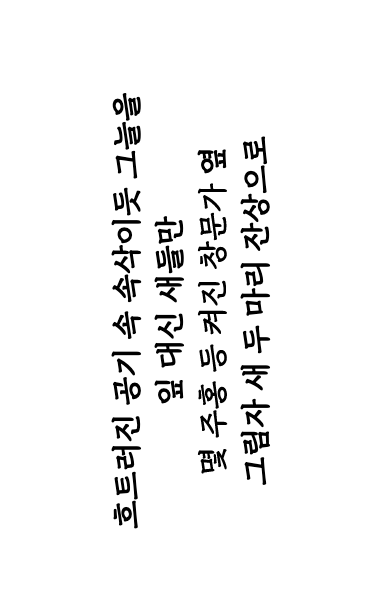 흐트러진 공기 속 속삭이듯 그늘을
잎 대신 새들만
몇 주홍 등 켜진 창문가 옆
그림자 새 두 마리 잔상으로